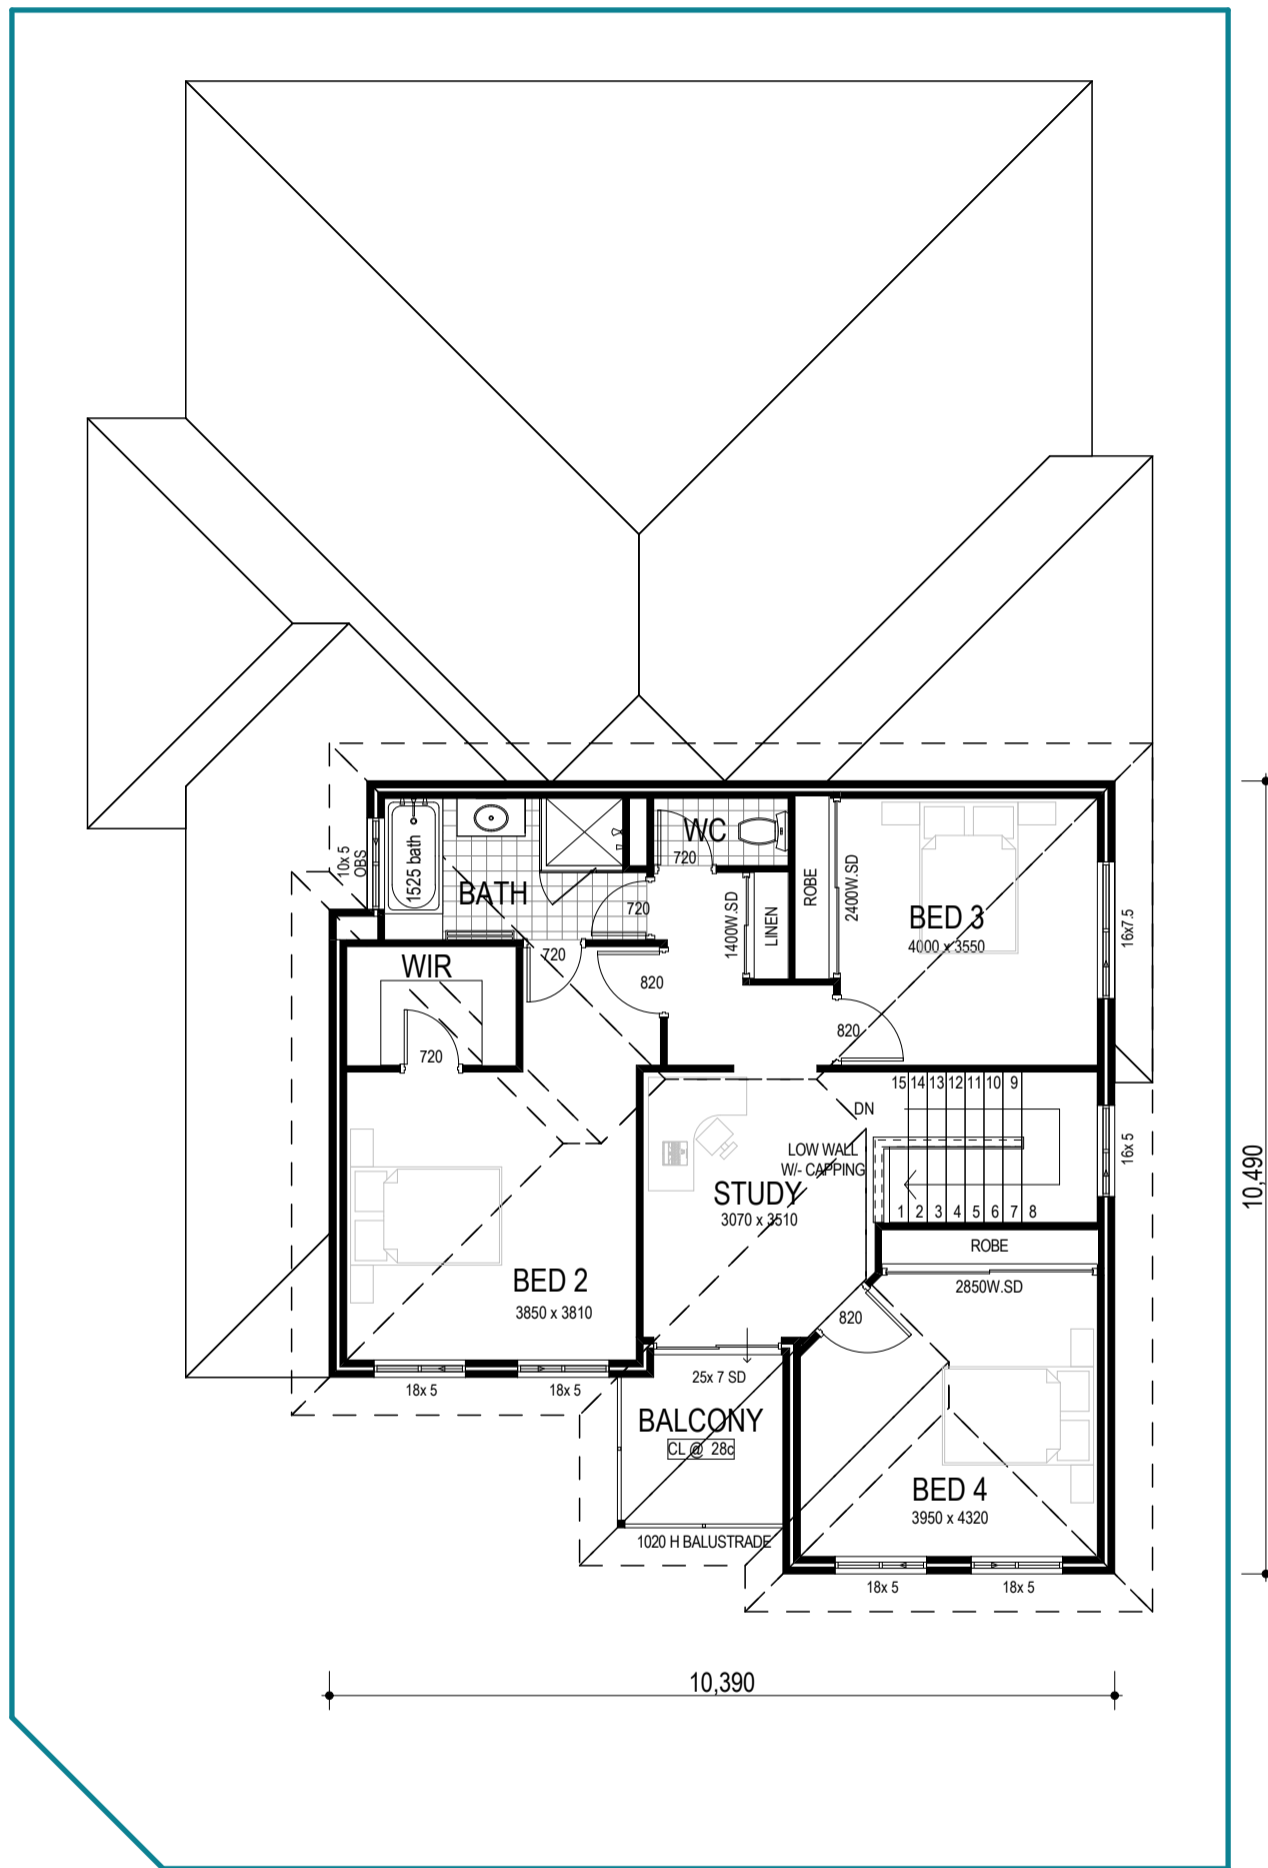 WC
720
10x 5
OBS
1525 bath
BATH
720
1400W.SD
LINEN
ROBE
2400W.SD
BED 3
4000 x 3550
16x7.5
WIR
720
720
820
820
15 14 13 12 11 10 9
DN
LOW WALL
W/- CAPPING
16x 5
STUDY
3070 x 3510
1 2 3 4 5 6 7 8
10,490
ROBE
2850W.SD
BED 2
3850 x 3810
820
18x 5
18x 5
25x 7 SD
BALCONY
CL @ 28c
BED 4
3950 x 4320
1020 H BALUSTRADE
18x 5
18x 5
10,390